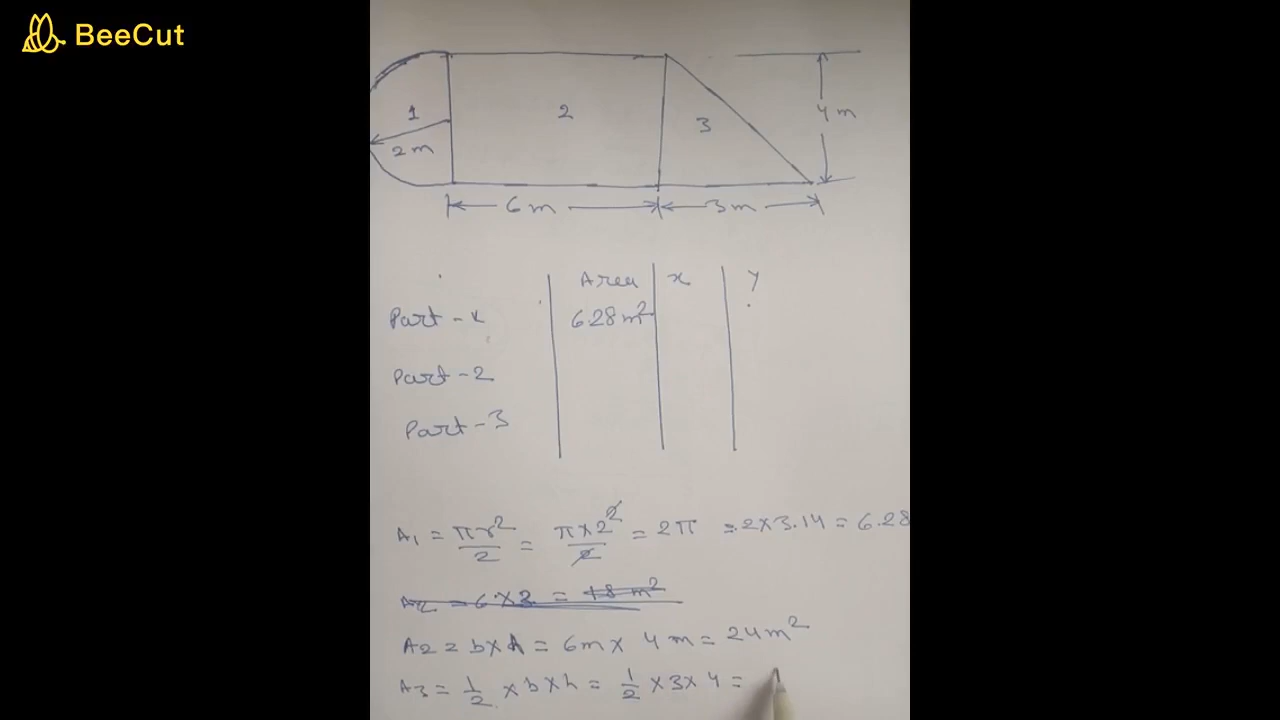 BeeCut
1
2
3
4 m
2 m
6 m
3 m
Area x y
Part - x 6.28 m²
Part - 2
Part - 3
A₁ = πr²/2 = π×2²/2 = 2π = 2×3.14 = 6.28
A2 = 6×3 = 18 m²
A2 = b×h = 6m × 4 m = 24 m²
A3 = 1/2 × b × h = 1/2 × 3 × 4 =